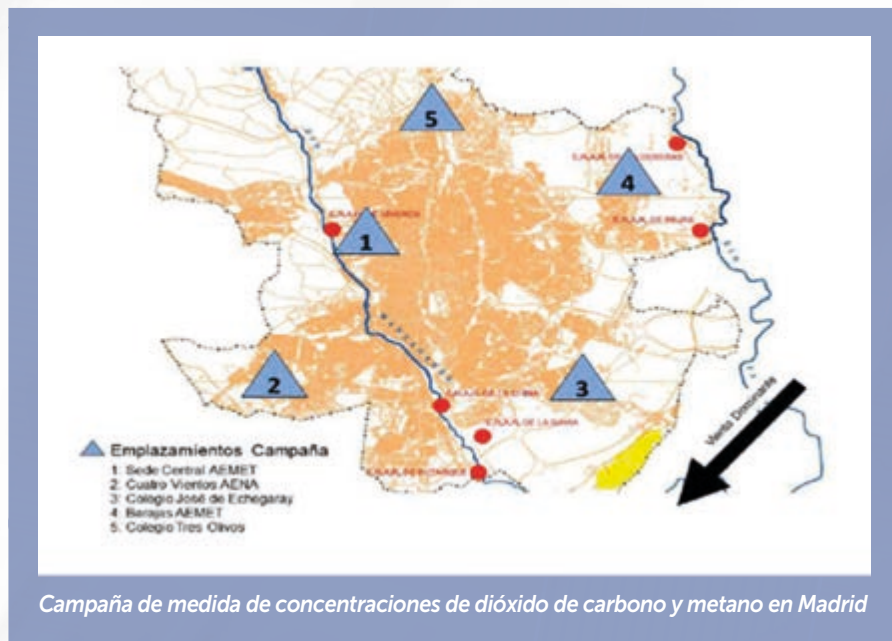 5
4
1
2
3
RIO
MANZANARES
Viento Dominante
Emplazamientos Campaña
1: Sede Central AEMET
2: Cuatro Vientos AENA
3: Colegio José de Echegaray
4: Barajas AEMET
5: Colegio Tres Olivos
Campaña de medida de concentraciones de dióxido de carbono y metano en Madrid